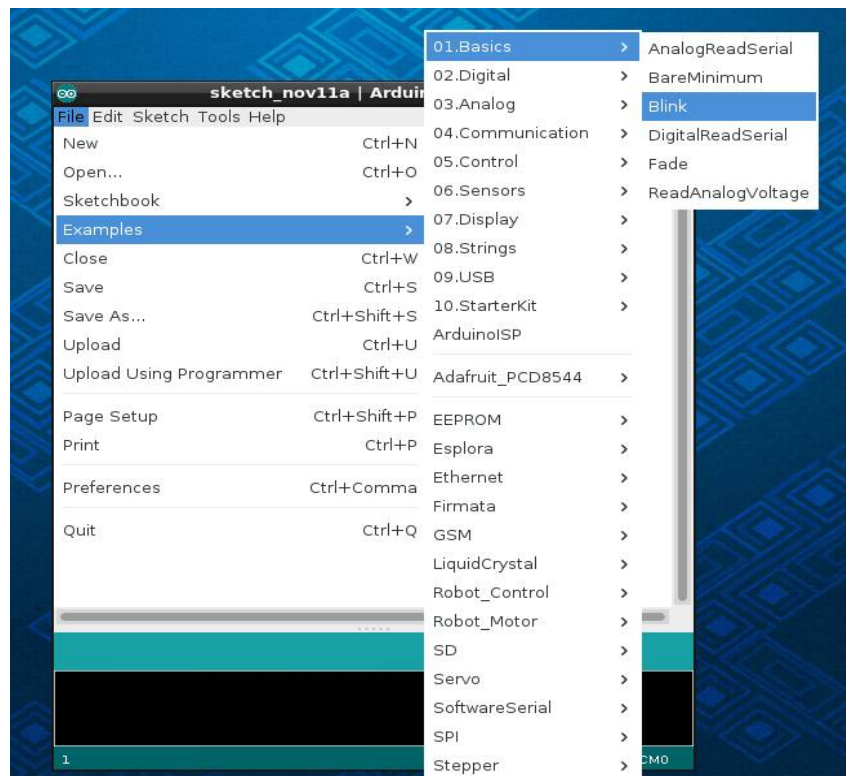 sketch_nov11a | Ardui
File Edit Sketch Tools Help
New Ctrl+N
Open... Ctrl+O
Sketchbook >
Examples >
Close Ctrl+W
Save Ctrl+S
Save As... Ctrl+Shift+S
Upload Ctrl+U
Upload Using Programmer Ctrl+Shift+U
Page Setup Ctrl+Shift+P
Print Ctrl+P
Preferences Ctrl+Comma
Quit Ctrl+Q
01.Basics >
02.Digital >
03.Analog >
04.Communication >
05.Control >
06.Sensors >
07.Display >
08.Strings >
09.USB >
10.StarterKit >
ArduinoISP
Adafruit_PCD8544 >
EEPROM >
Esplora >
Ethernet >
Firmata >
GSM >
LiquidCrystal >
Robot_Control >
Robot_Motor >
SD >
Servo >
SoftwareSerial >
SPI >
Stepper >
AnalogReadSerial
BareMinimum
Blink
DigitalReadSerial
Fade
ReadAnalogVoltage
1
CM0